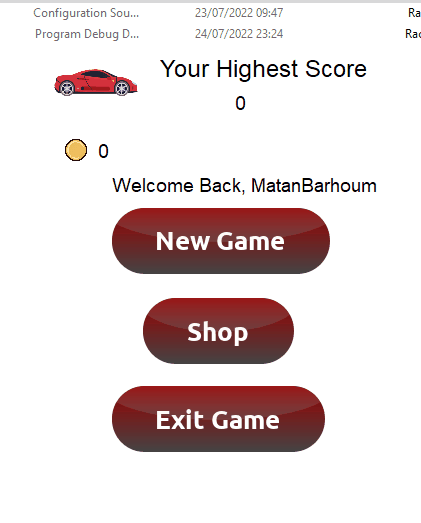 Configuration Sou... 23/07/2022 09:47 Ra
Program Debug D... 24/07/2022 23:24 Rac
Your Highest Score
0
0
Welcome Back, MatanBarhoum
New Game
Shop
Exit Game